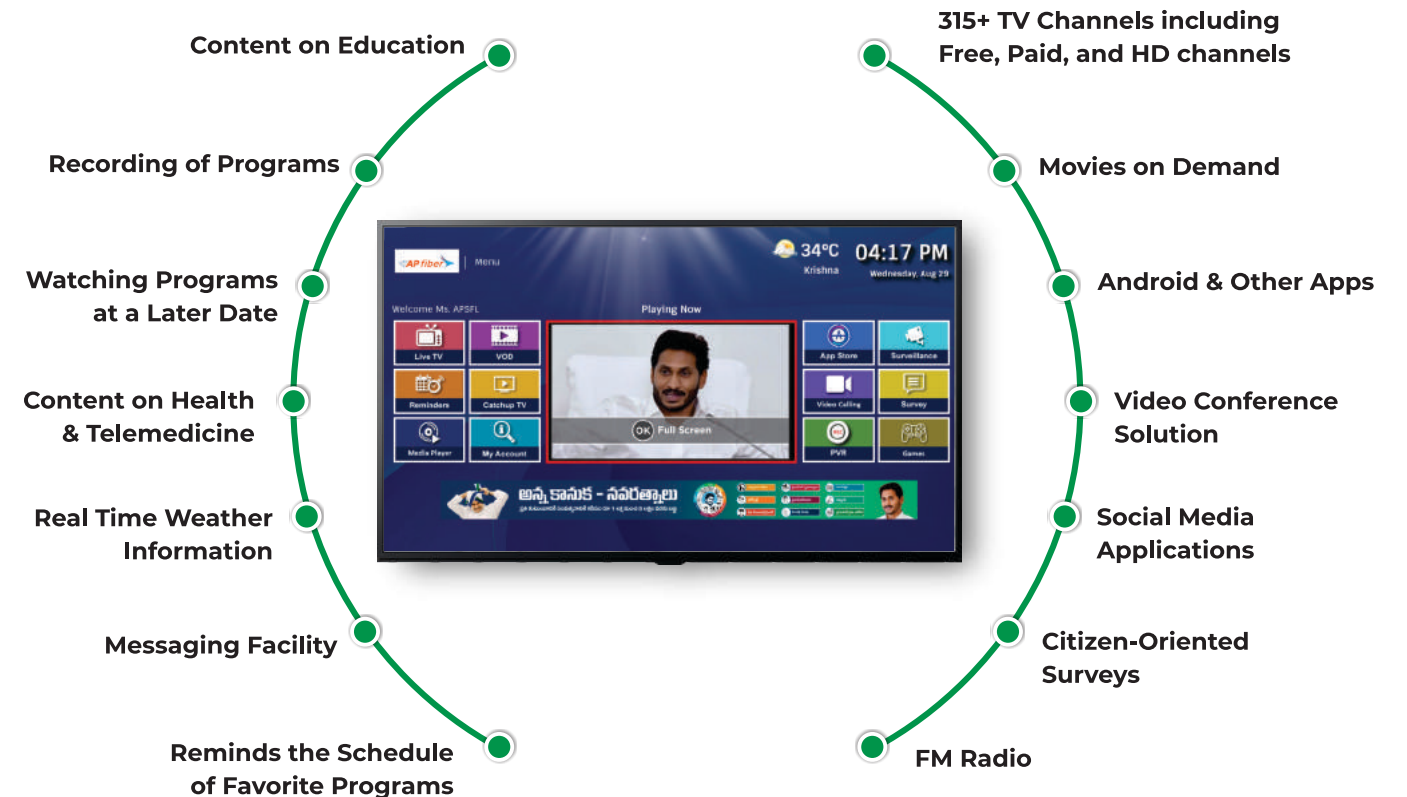 Content on Education
Recording of Programs
Watching Programs
at a Later Date
Content on Health
& Telemedicine
Real Time Weather
Information
Messaging Facility
Reminds the Schedule
of Favorite Programs
315+ TV Channels including
Free, Paid, and HD channels
Movies on Demand
Android & Other Apps
Video Conference
Solution
Social Media
Applications
Citizen-Oriented
Surveys
FM Radio
AP fiber
Menu
34°C
Krishna
04:17 PM
Wednesday, Aug 29
Welcome Ms. APSFL
Playing Now
Live TV
VOD
Reminders
Catchup TV
Media Player
My Account
OK Full Screen
App Store
Surveillance
Video Calling
Survey
REC
PVR
Games
అన్న కానుక - నవరత్నాలు